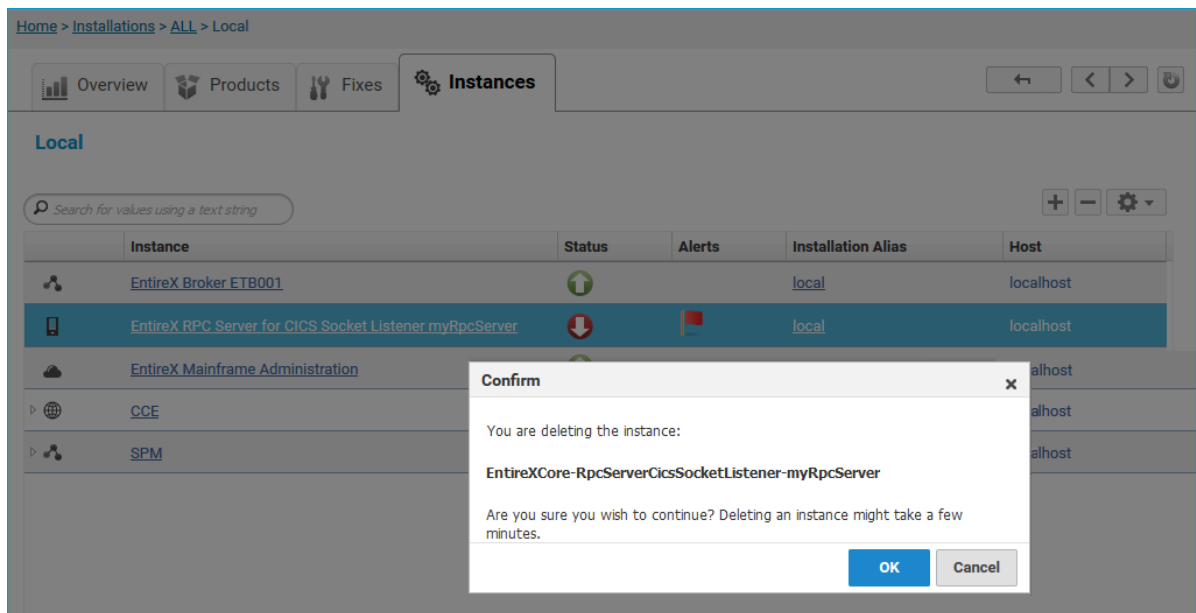 Home > Installations > ALL > Local
Overview Products Fixes Instances
Local
Search for values using a text string
Instance Status Alerts Installation Alias Host
EntireX Broker ETB001 local localhost
EntireX RPC Server for CICS Socket Listener myRpcServer local localhost
EntireX Mainframe Administration alhost
CCE alhost
SPM alhost
Confirm
You are deleting the instance:
EntireXCore-RpcServerCicsSocketListener-myRpcServer
Are you sure you wish to continue? Deleting an instance might take a few
minutes.
OK Cancel